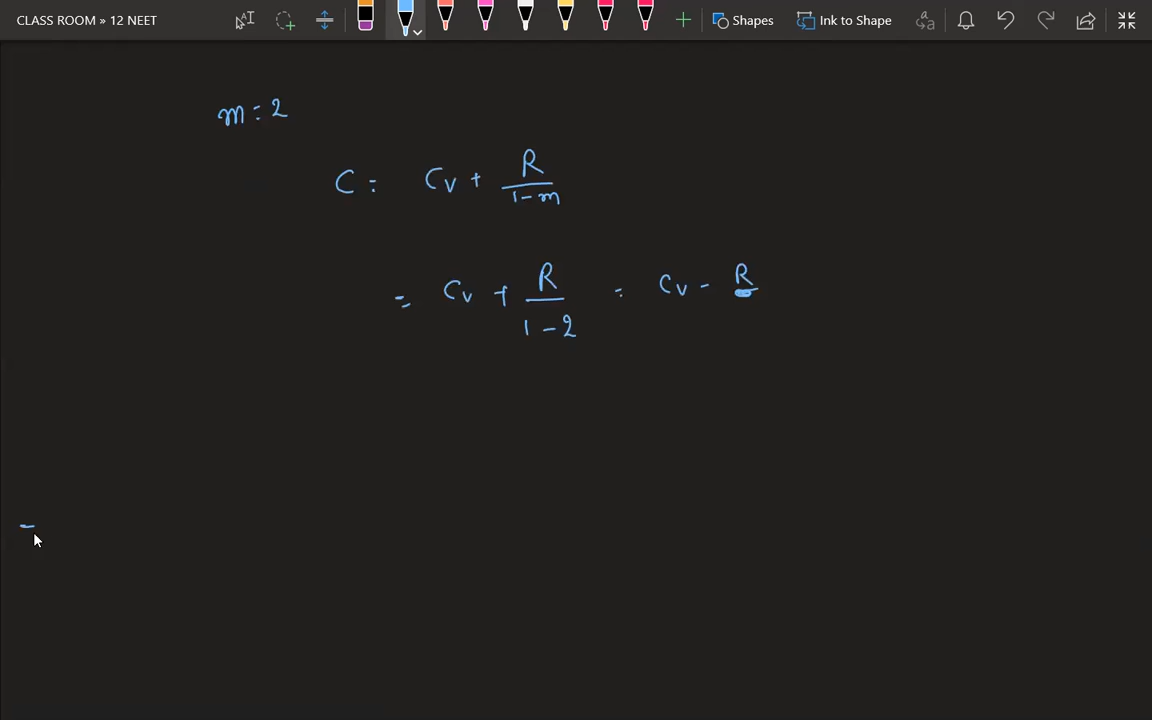 CLASS ROOM » 12 NEET
Shapes
Ink to Shape
m = 2
C = Cv + R/(1-m)
= Cv + R/(1-2) = Cv - R